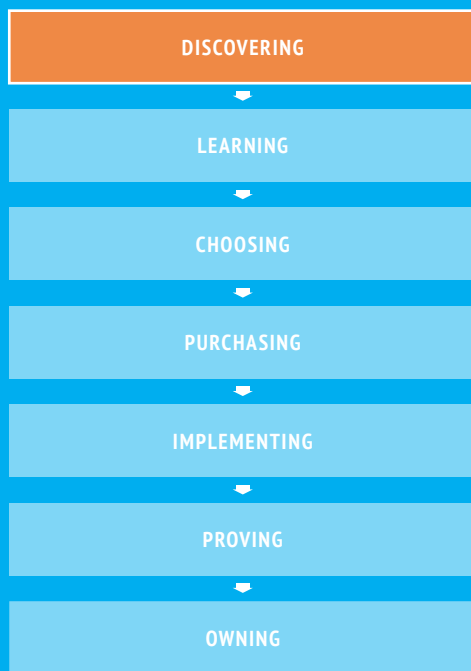 DISCOVERING
LEARNING
CHOOSING
PURCHASING
IMPLEMENTING
PROVING
OWNING